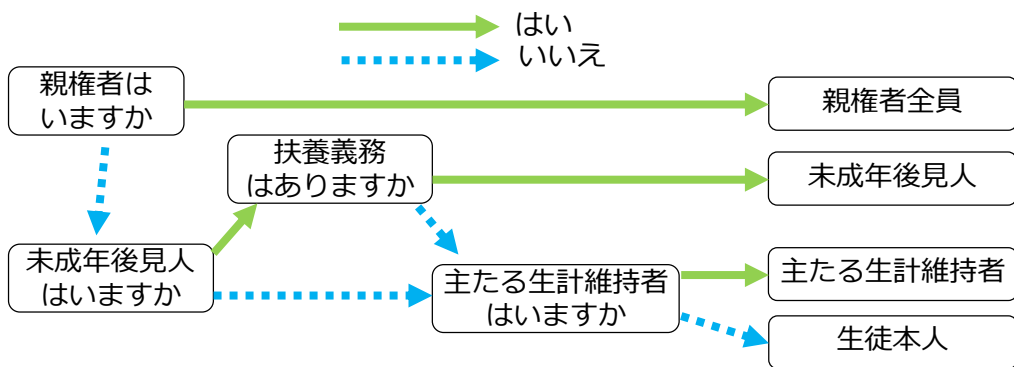 はい
いいえ
親権者は
いますか
親権者全員
扶養義務
はありますか
未成年後見人
未成年後見人
はいますか
主たる生計維持者
はいますか
主たる生計維持者
生徒本人